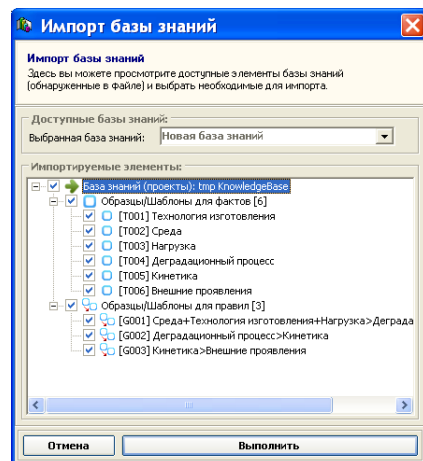 Импорт базы знаний
Импорт базы знаний
Здесь вы можете просмотрите доступные элементы базы знаний
(обнаруженные в файле) и выбрать необходимые для импорта.
Доступные базы знаний:
Выбранная база знаний: Новая база знаний
Импортируемые элементы:
База знаний (проекты): tmp KnowledgeBase
Образцы/Шаблоны для фактов [6]
[T001] Технология изготовления
[T002] Среда
[T003] Нагрузка
[T004] Деградационный процесс
[T005] Кинетика
[T006] Внешние проявления
Образцы/Шаблоны для правил [3]
[G001] Среда+Технология изготовления+Нагрузка>Деграда
[G002] Деградационный процесс>Кинетика
[G003] Кинетика>Внешние проявления
Отмена Выполнить